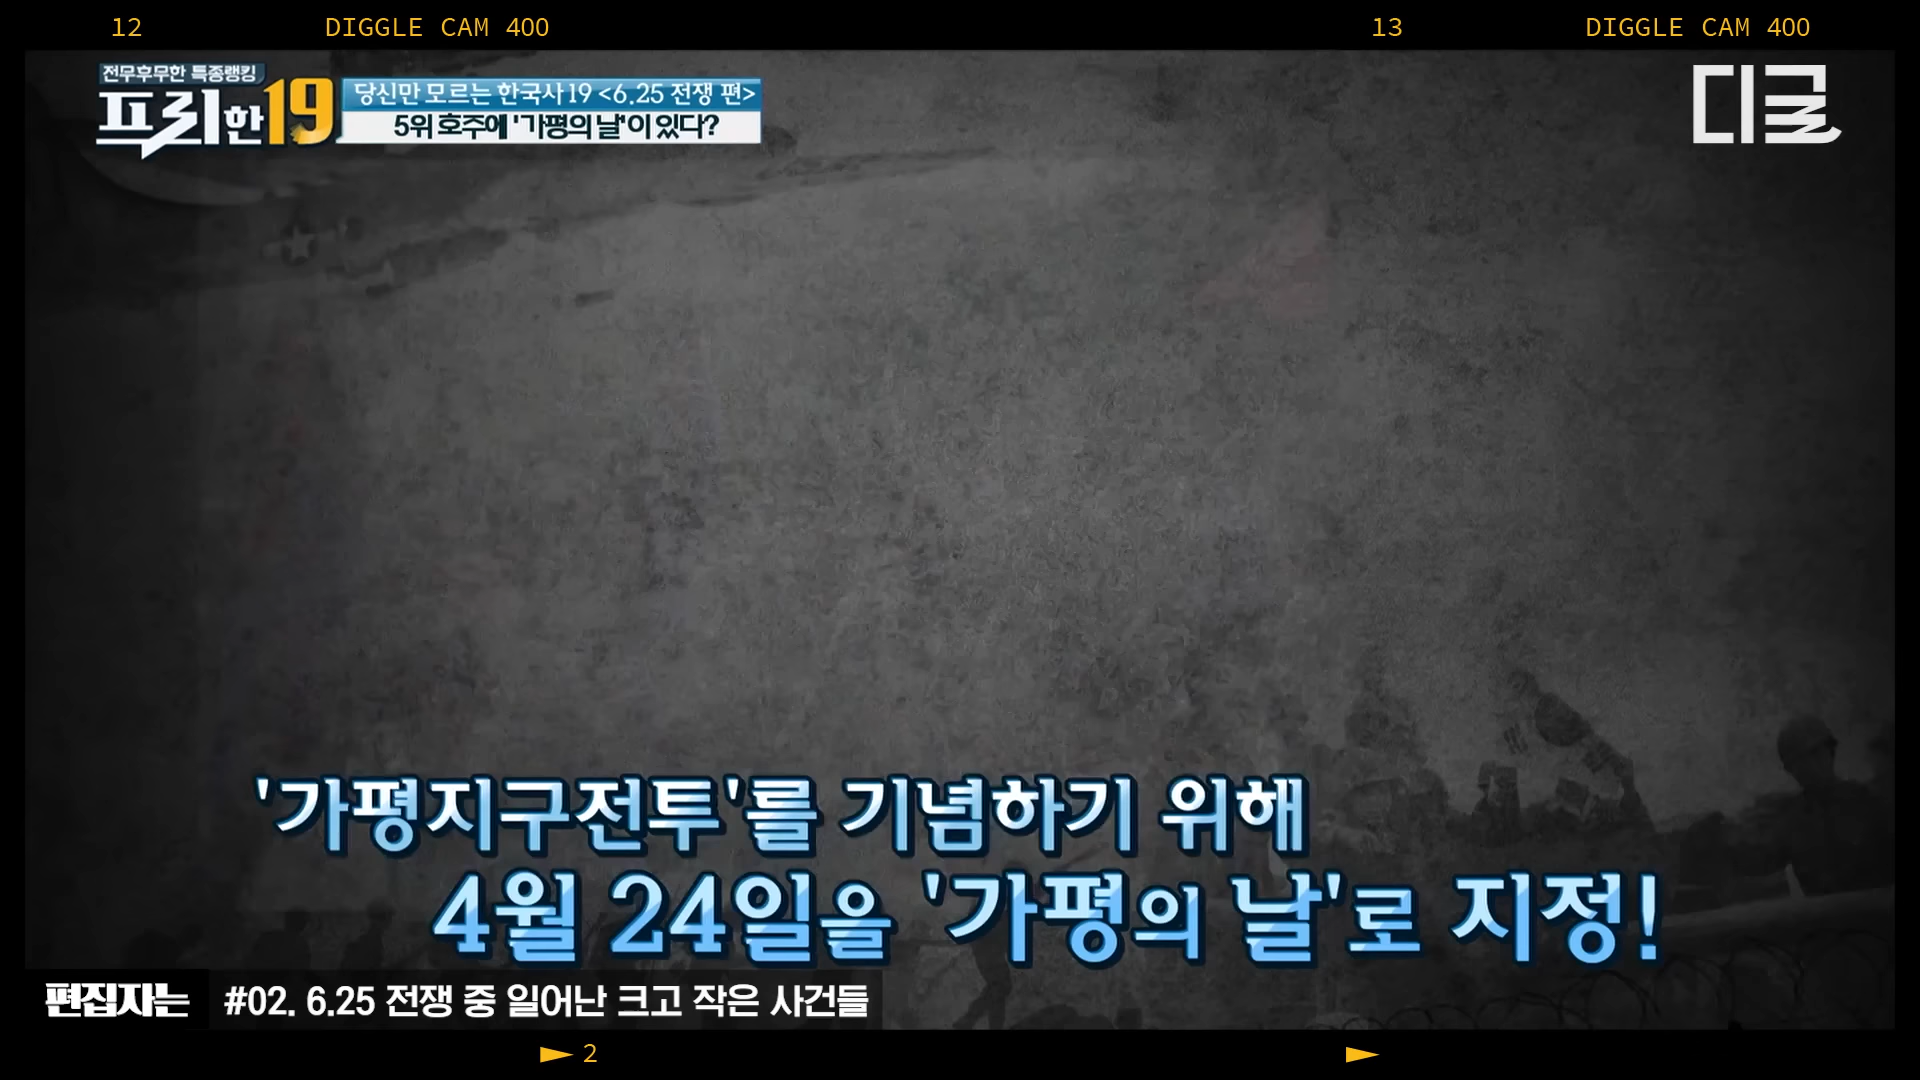 12 DIGGLE CAM 400 13 DIGGLE CAM 400
전무후무한 특종랭킹
프리한19
당신만 모르는 한국사 19 <6.25 전쟁 편>
5위 호주에 '가평의 날'이 있다?
디글
'가평지구전투'를 기념하기 위해
4월 24일을 '가평의 날'로 지정!
편집자는 #02. 6.25 전쟁 중 일어난 크고 작은 사건들
2